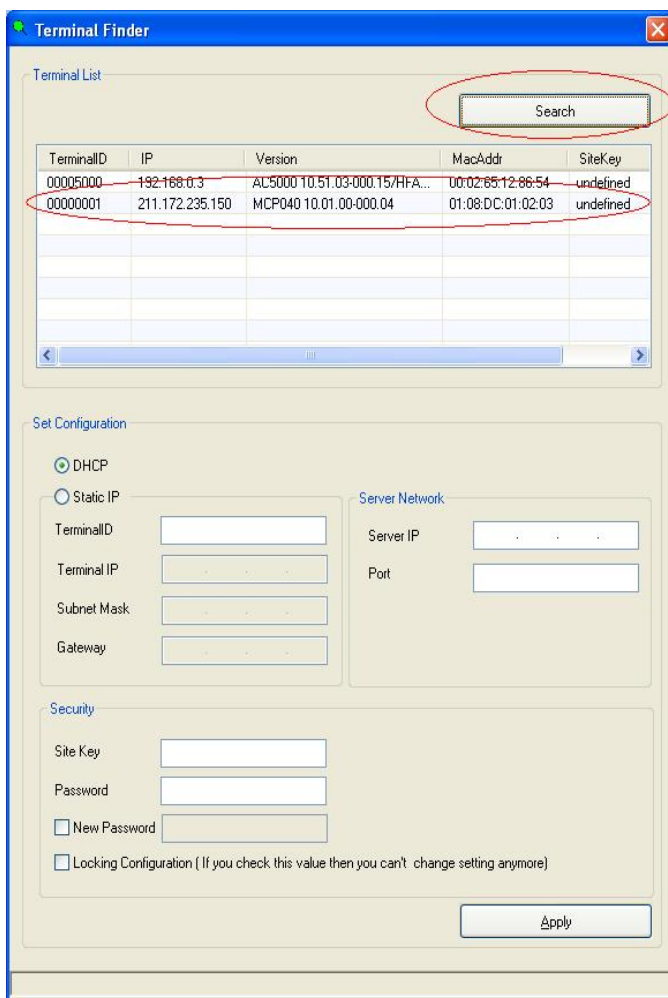 Terminal Finder
Terminal List
Search
TerminalID IP Version MacAddr SiteKey
00005000 192.168.0.3 AC5000 10.51.03-000.15/HFA... 00:02:65:12:86:54 undefined
00000001 211.172.235.150 MCP040 10.01.00-000.04 01:08:DC:01:02:03 undefined
Set Configuration
DHCP
Static IP
TerminalID
Terminal IP
Subnet Mask
Gateway
Server Network
Server IP
Port
Security
Site Key
Password
New Password
Locking Configuration ( If you check this value then you can't change setting anymore)
Apply